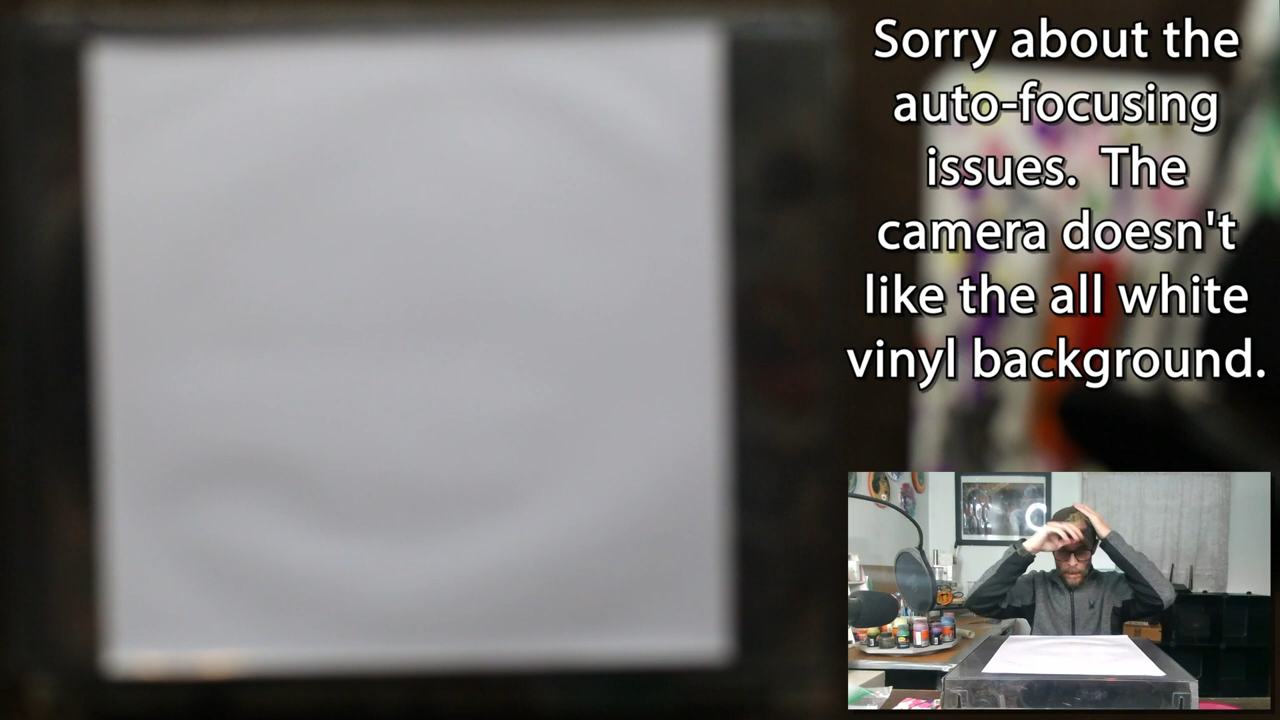 Sorry about the
auto-focusing
issues.  The
camera doesn't
like the all white
vinyl background.